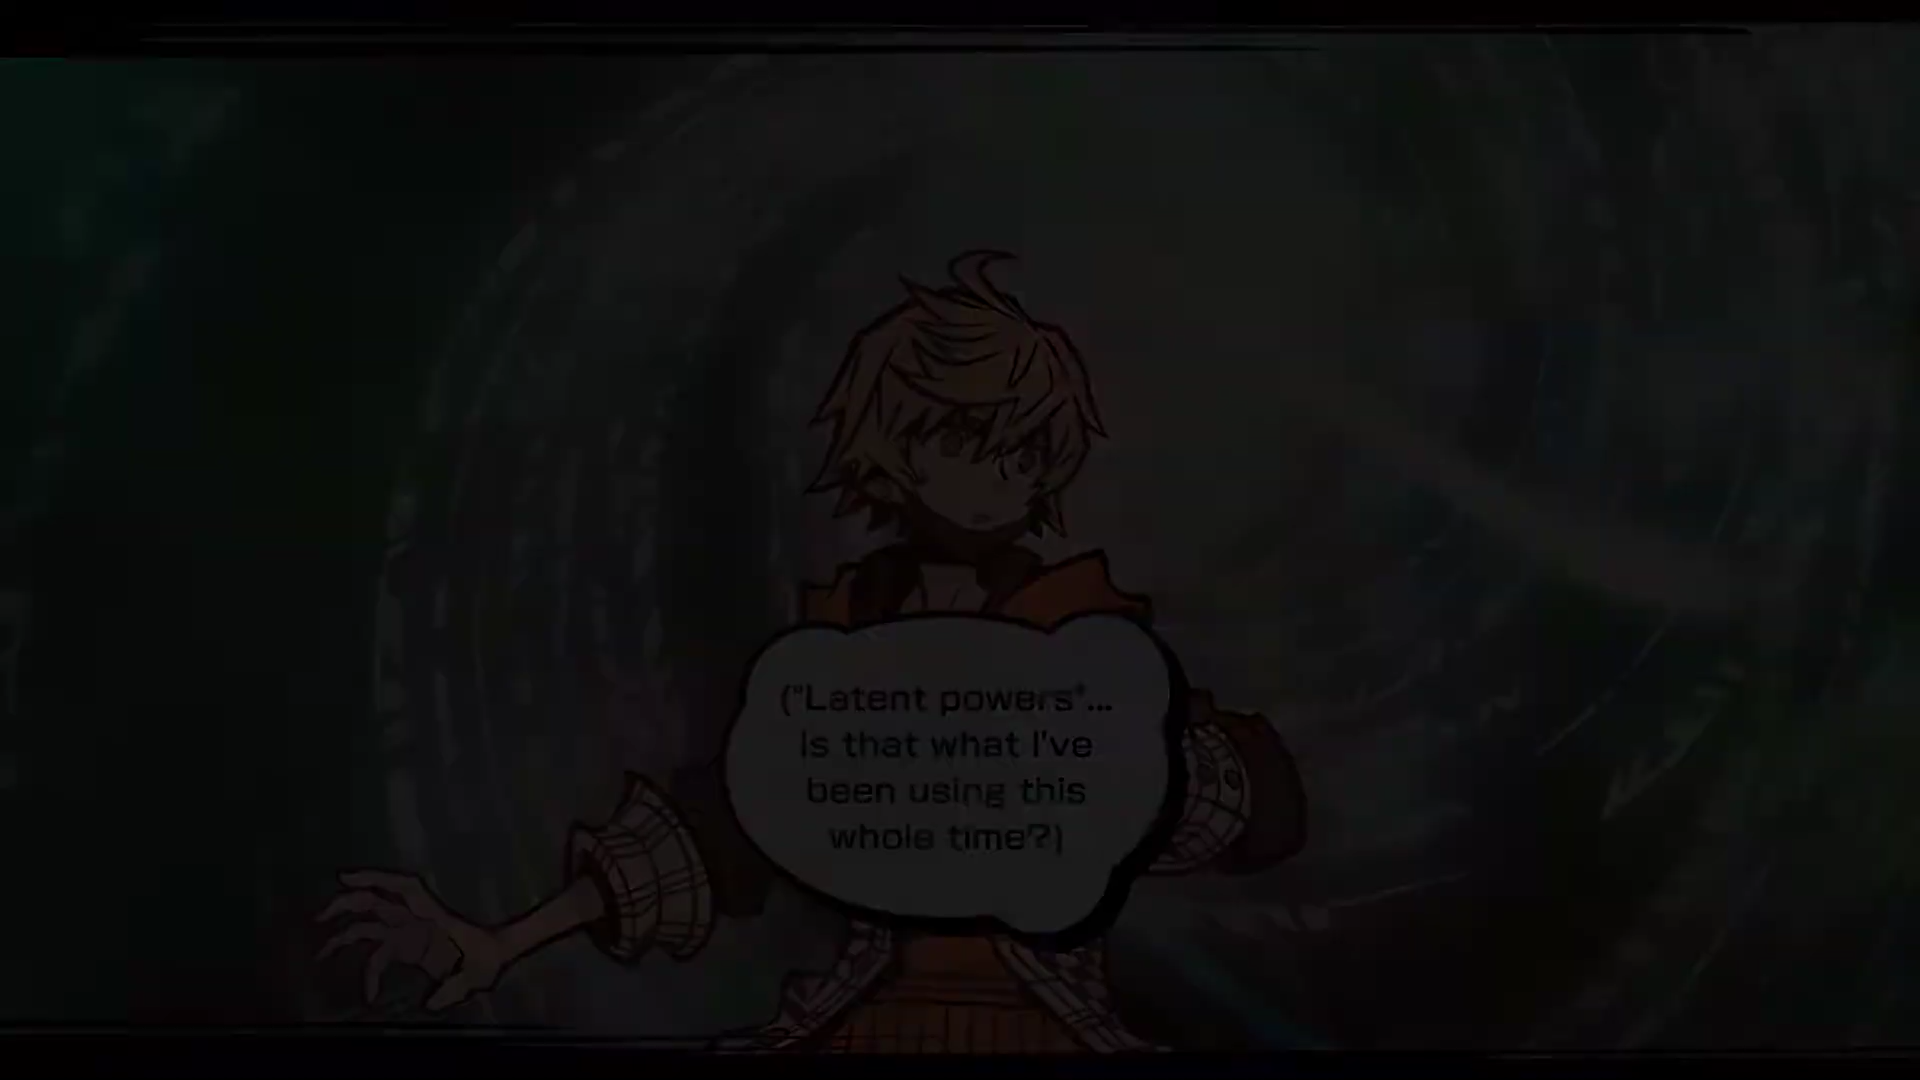 ("Latent powers"...
Is that what I've
been using this
whole time?)